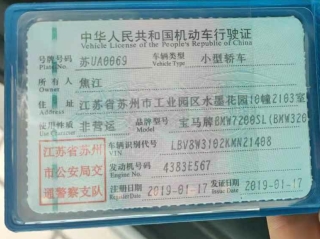 中华人民共和国机动车行驶证
Vehicle License of the People's Republic of China
号牌号码 苏UA0069 车辆类型 小型轿车
Plate No. Vehicle Type
所有人 焦江
Owner
住址 江苏省苏州市工业园区水墨花园10幢2103室
Address
使用性质 非营运 品牌型号 宝马牌BMW7200SL(BMW320
Use Character Model
江苏省苏州市公安局交通警察支队
车辆识别代号 LBV8W3102KMN21408
VIN
发动机号码 4383E567
Engine No.
注册日期 2019-01-17 发证日期 2019-01-17
Register Date Issue Date